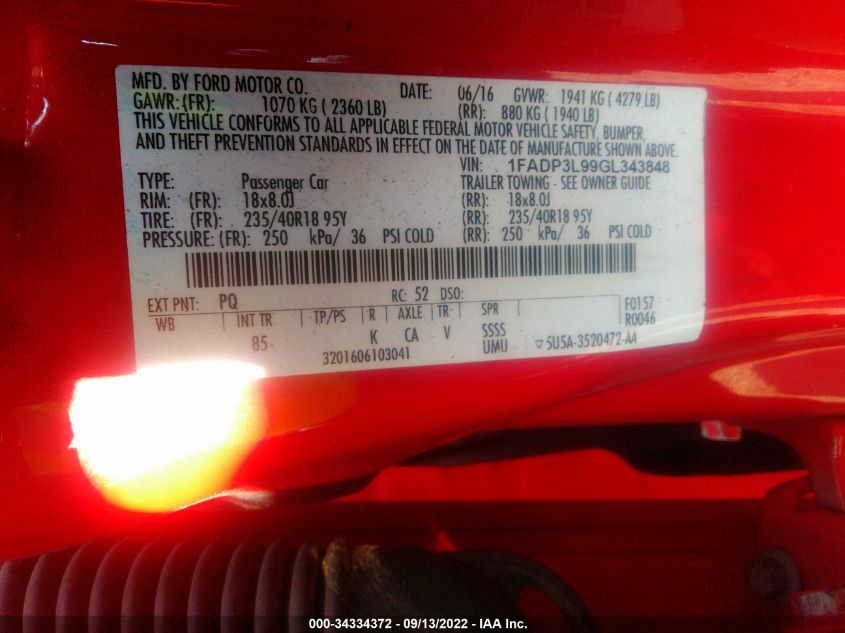 MFD. BY FORD MOTOR CO.
DATE: 06/16 GVWR: 1941 KG ( 4279 LB)
GAWR:(FR): 1070 KG ( 2360 LB) (RR): 880 KG ( 1940 LB)
THIS VEHICLE CONFORMS TO ALL APPLICABLE FEDERAL MOTOR VEHICLE SAFETY, BUMPER,
AND THEFT PREVENTION STANDARDS IN EFFECT ON THE DATE OF MANUFACTURE SHOWN ABOVE.
VIN: 1FADP3L99GL343848
TYPE: Passenger Car TRAILER TOWING - SEE OWNER GUIDE
RIM: (FR): 18x8.0J (RR): 18x8.0J
TIRE: (FR): 235/40R18 95Y (RR): 235/40R18 95Y
PRESSURE: (FR): 250 kPa/ 36 PSI COLD (RR): 250 kPa/ 36 PSI COLD
EXT PNT: PQ RC: 52 DSO: F0157
WB INT TR TP/PS R AXLE TR SPR R0046
85 K CA V SSSS
3201606103041 UMU ▽5U5A-3520472-AA
000-34334372 - 09/13/2022 - IAA Inc.